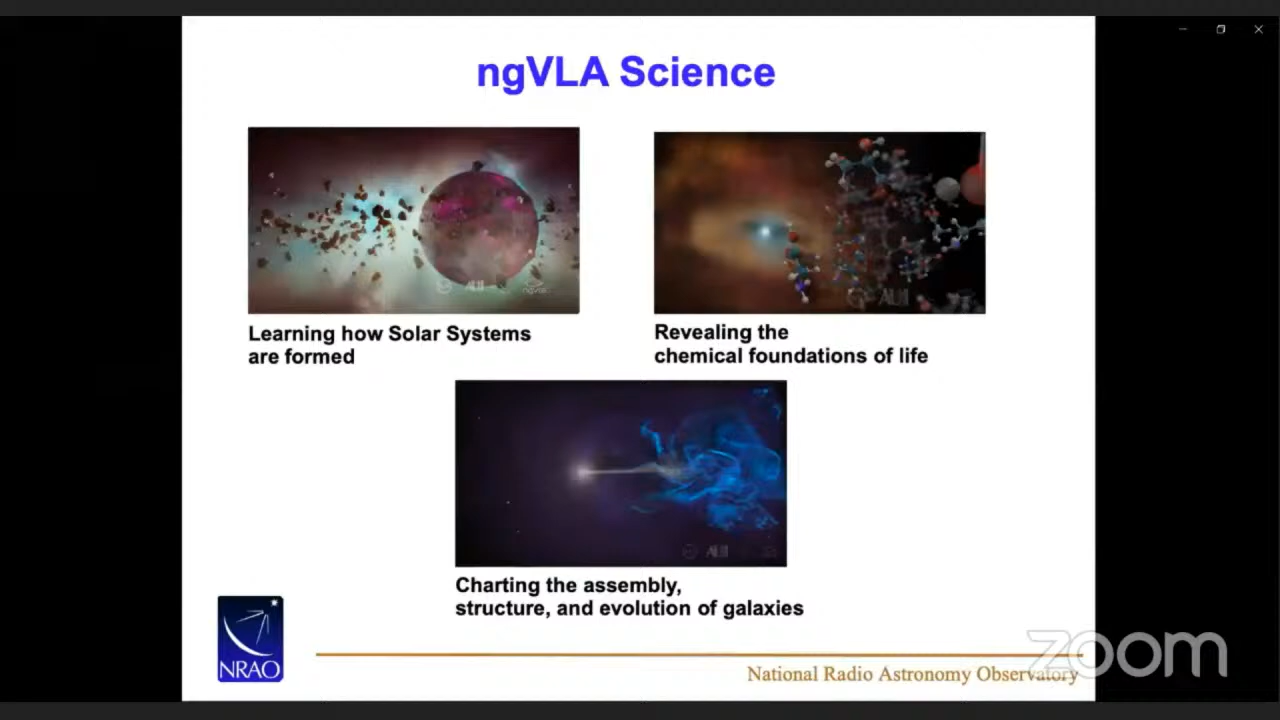 ngVLA Science
Learning how Solar Systems
are formed
Revealing the
chemical foundations of life
Charting the assembly,
structure, and evolution of galaxies
NRAO
National Radio Astronomy Observatory
zoom